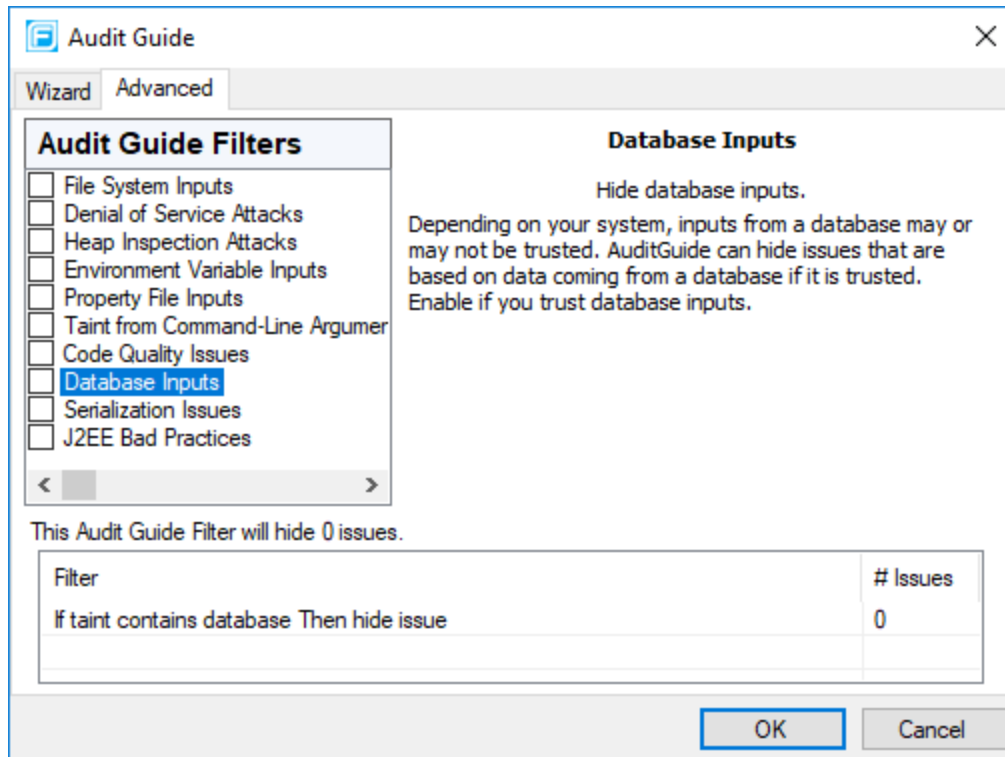 Audit Guide
Wizard
Advanced
Audit Guide Filters
File System Inputs
Denial of Service Attacks
Heap Inspection Attacks
Environment Variable Inputs
Property File Inputs
Taint from Command-Line Argumer
Code Quality Issues
Database Inputs
Serialization Issues
J2EE Bad Practices
Database Inputs
Hide database inputs.
Depending on your system, inputs from a database may or
may not be trusted. AuditGuide can hide issues that are
based on data coming from a database if it is trusted.
Enable if you trust database inputs.
This Audit Guide Filter will hide 0 issues.
Filter # Issues
If taint contains database Then hide issue 0
OK Cancel